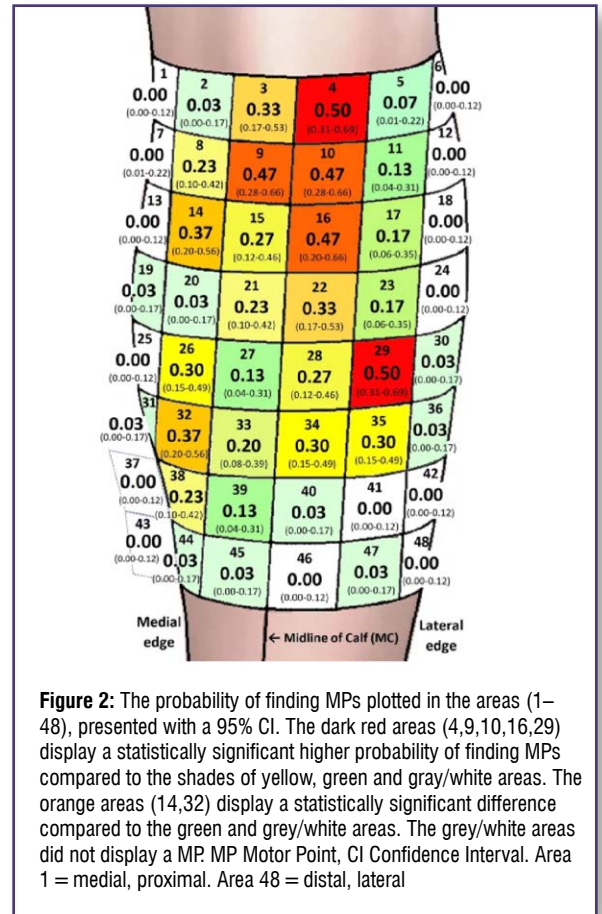 1 2 3 4 5 6
0.00 0.03 0.33 0.50 0.07 0.00
(0.00-0.12) (0.00-0.17) (0.17-0.53) (0.31-0.69) (0.01-0.22) (0.00-0.12)
7 8 9 10 11 12
0.00 0.23 0.47 0.47 0.13 0.00
(0.01-0.22) (0.10-0.42) (0.28-0.66) (0.28-0.66) (0.04-0.31) (0.00-0.12)
13 14 15 16 17 18
0.00 0.37 0.27 0.47 0.17 0.00
(0.00-0.12) (0.20-0.56) (0.12-0.46) (0.20-0.66) (0.06-0.35) (0.00-0.12)
19 20 21 22 23 24
0.03 0.03 0.23 0.33 0.17 0.00
(0.00-0.17) (0.00-0.17) (0.10-0.42) (0.17-0.53) (0.06-0.35) (0.00-0.12)
25 26 27 28 29 30
0.00 0.30 0.13 0.27 0.50 0.03
(0.00-0.12) (0.15-0.49) (0.04-0.31) (0.12-0.46) (0.31-0.69) (0.00-0.17)
31 32 33 34 35 36
0.03 0.37 0.20 0.30 0.30 0.03
(0.00-0.17) (0.20-0.56) (0.08-0.39) (0.15-0.49) (0.15-0.49) (0.00-0.17)
37 38 39 40 41 42
0.00 0.23 0.13 0.03 0.00 0.00
(0.00-0.12) (0.10-0.42) (0.04-0.31) (0.00-0.17) (0.00-0.12) (0.00-0.12)
43 44 45 46 47 48
0.00 0.03 0.03 0.00 0.03 0.00
(0.00-0.12) (0.00-0.17) (0.00-0.17) (0.00-0.12) (0.00-0.17) (0.00-0.12)
Medial edge
← Midline of Calf (MC)
Lateral edge
Figure 2: The probability of finding MPs plotted in the areas (1–
48), presented with a 95% CI. The dark red areas (4,9,10,16,29)
display a statistically significant higher probability of finding MPs
compared to the shades of yellow, green and gray/white areas. The
orange areas (14,32) display a statistically significant difference
compared to the green and grey/white areas. The grey/white areas
did not display a MP. MP Motor Point, CI Confidence Interval. Area
1 = medial, proximal. Area 48 = distal, lateral